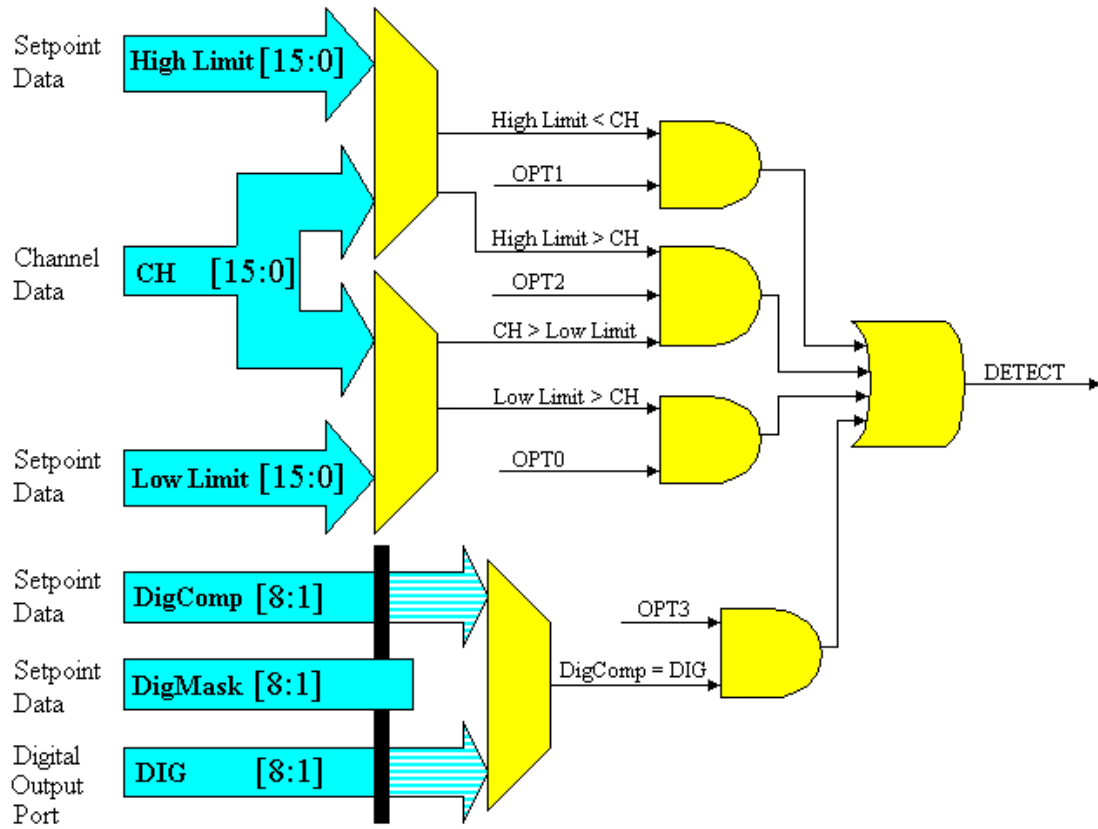 Setpoint
Data
High Limit [15:0]
High Limit < CH
OPT1
Channel
Data
CH [15:0]
High Limit > CH
OPT2
CH > Low Limit
DETECT
Low Limit > CH
OPT0
Setpoint
Data
Low Limit [15:0]
Setpoint
Data
DigComp [8:1]
OPT3
DigComp = DIG
Setpoint
Data
DigMask [8:1]
Digital
Output
Port
DIG [8:1]